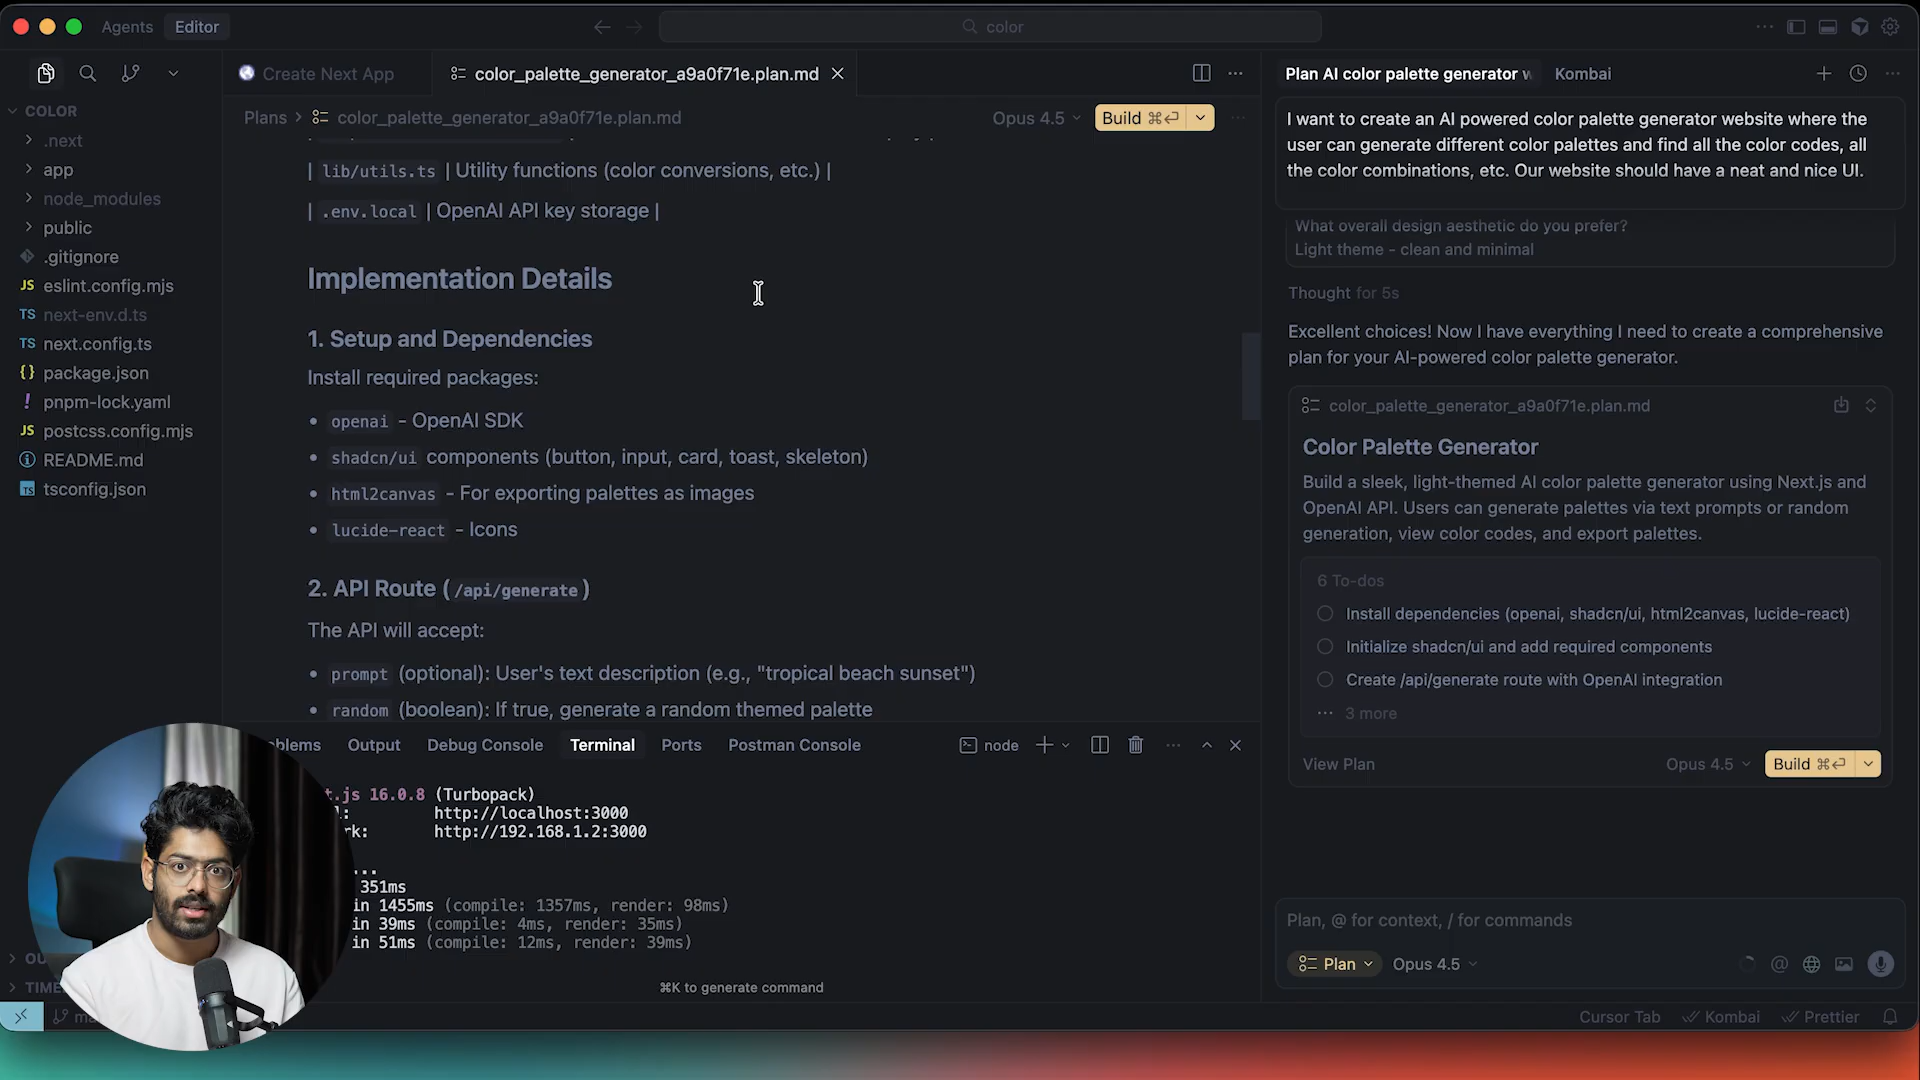 Agents
Editor
color
Create Next App
color_palette_generator_a9a0f71e.plan.md
Plan AI color palette generator w
Kombai
COLOR
.next
app
node_modules
public
.gitignore
JS eslint.config.mjs
TS next-env.d.ts
TS next.config.ts
{} package.json
! pnpm-lock.yaml
JS postcss.config.mjs
README.md
TS tsconfig.json
Plans > color_palette_generator_a9a0f71e.plan.md
Opus 4.5
Build ⌘⏎
| lib/utils.ts | Utility functions (color conversions, etc.) |
| .env.local | OpenAI API key storage |
Implementation Details
1. Setup and Dependencies
Install required packages:
• openai - OpenAI SDK
• shadcn/ui components (button, input, card, toast, skeleton)
• html2canvas - For exporting palettes as images
• lucide-react - Icons
2. API Route ( /api/generate )
The API will accept:
• prompt (optional): User's text description (e.g., "tropical beach sunset")
• random (boolean): If true, generate a random themed palette
blems
Output
Debug Console
Terminal
Ports
Postman Console
node
t.js 16.0.8 (Turbopack)
l: http://localhost:3000
rk: http://192.168.1.2:3000
...
351ms
in 1455ms (compile: 1357ms, render: 98ms)
in 39ms (compile: 4ms, render: 35ms)
in 51ms (compile: 12ms, render: 39ms)
⌘K to generate command
I want to create an AI powered color palette generator website where the
user can generate different color palettes and find all the color codes, all
the color combinations, etc. Our website should have a neat and nice UI.
What overall design aesthetic do you prefer?
Light theme - clean and minimal
Thought for 5s
Excellent choices! Now I have everything I need to create a comprehensive
plan for your AI-powered color palette generator.
color_palette_generator_a9a0f71e.plan.md
Color Palette Generator
Build a sleek, light-themed AI color palette generator using Next.js and
OpenAI API. Users can generate palettes via text prompts or random
generation, view color codes, and export palettes.
6 To-dos
Install dependencies (openai, shadcn/ui, html2canvas, lucide-react)
Initialize shadcn/ui and add required components
Create /api/generate route with OpenAI integration
... 3 more
View Plan
Opus 4.5
Build ⌘⏎
Plan, @ for context, / for commands
Plan
Opus 4.5
OU
TIME
ma
Cursor Tab
Kombai
Prettier